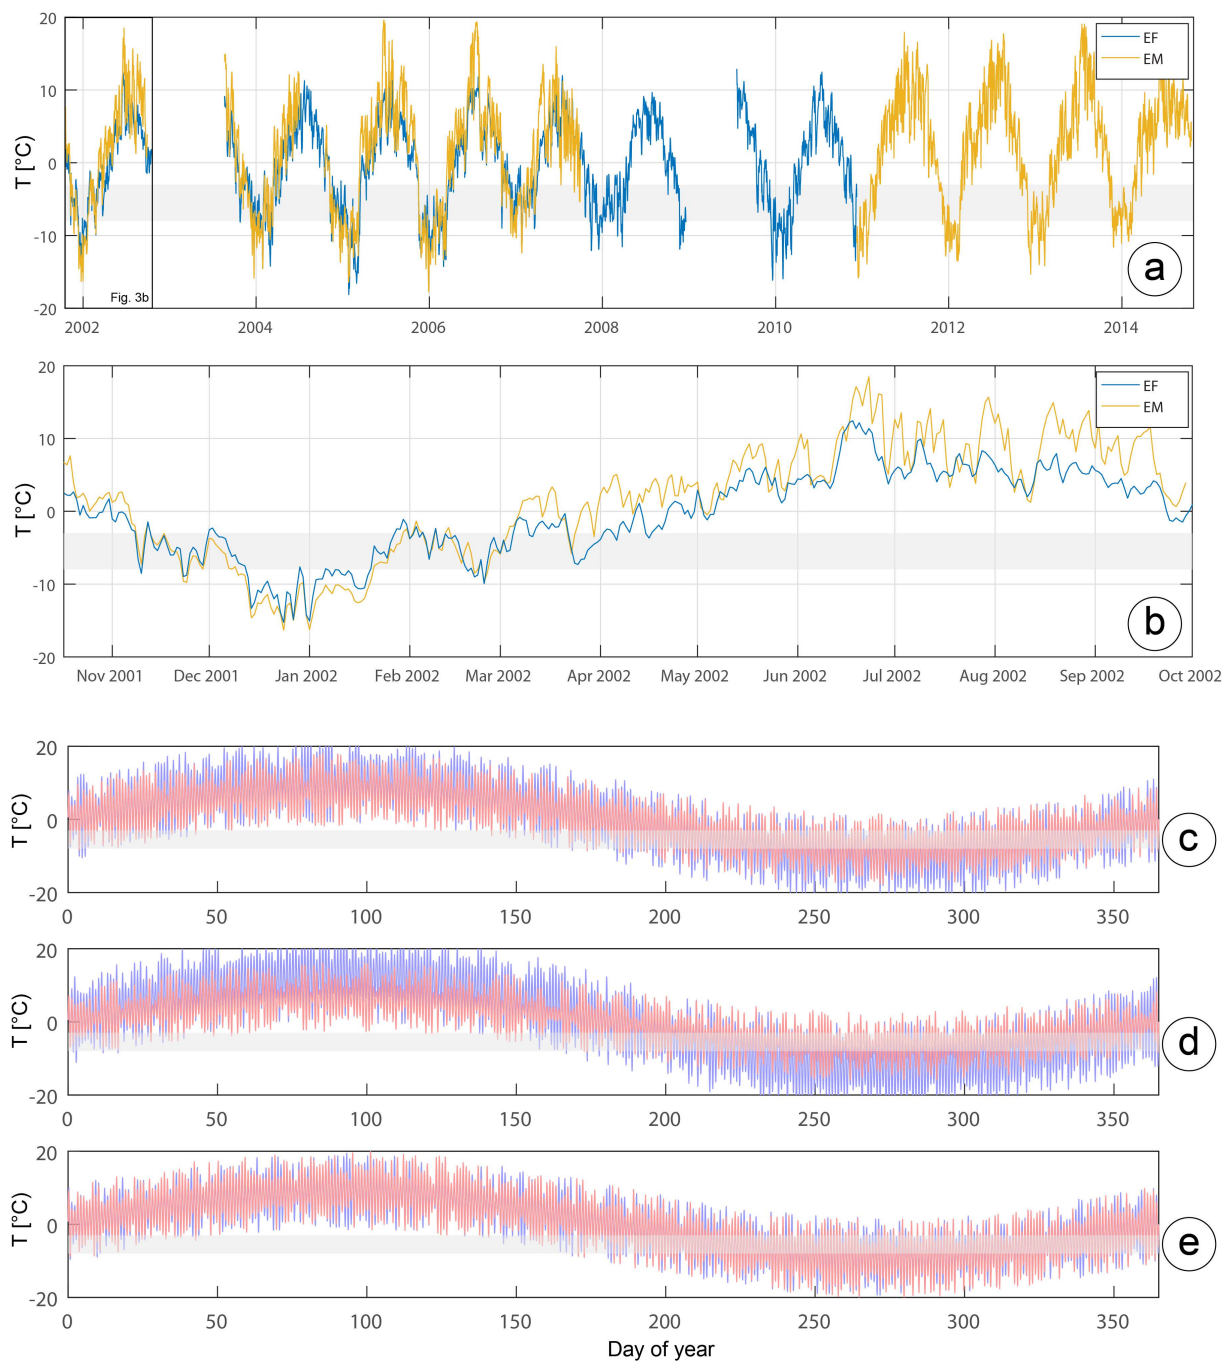 20
10
0
-10
-20
T [°C]
EF
EM
Fig. 3b
a
2002 2004 2006 2008 2010 2012 2014
20
10
0
-10
-20
T [°C]
EF
EM
b
Nov 2001 Dec 2001 Jan 2002 Feb 2002 Mar 2002 Apr 2002 May 2002 Jun 2002 Jul 2002 Aug 2002 Sep 2002 Oct 2002
20
0
-20
T [°C]
c
0 50 100 150 200 250 300 350
20
0
-20
T [°C)
d
0 50 100 150 200 250 300 350
20
0
-20
T [°C)
e
0 50 100 150 200 250 300 350
Day of year